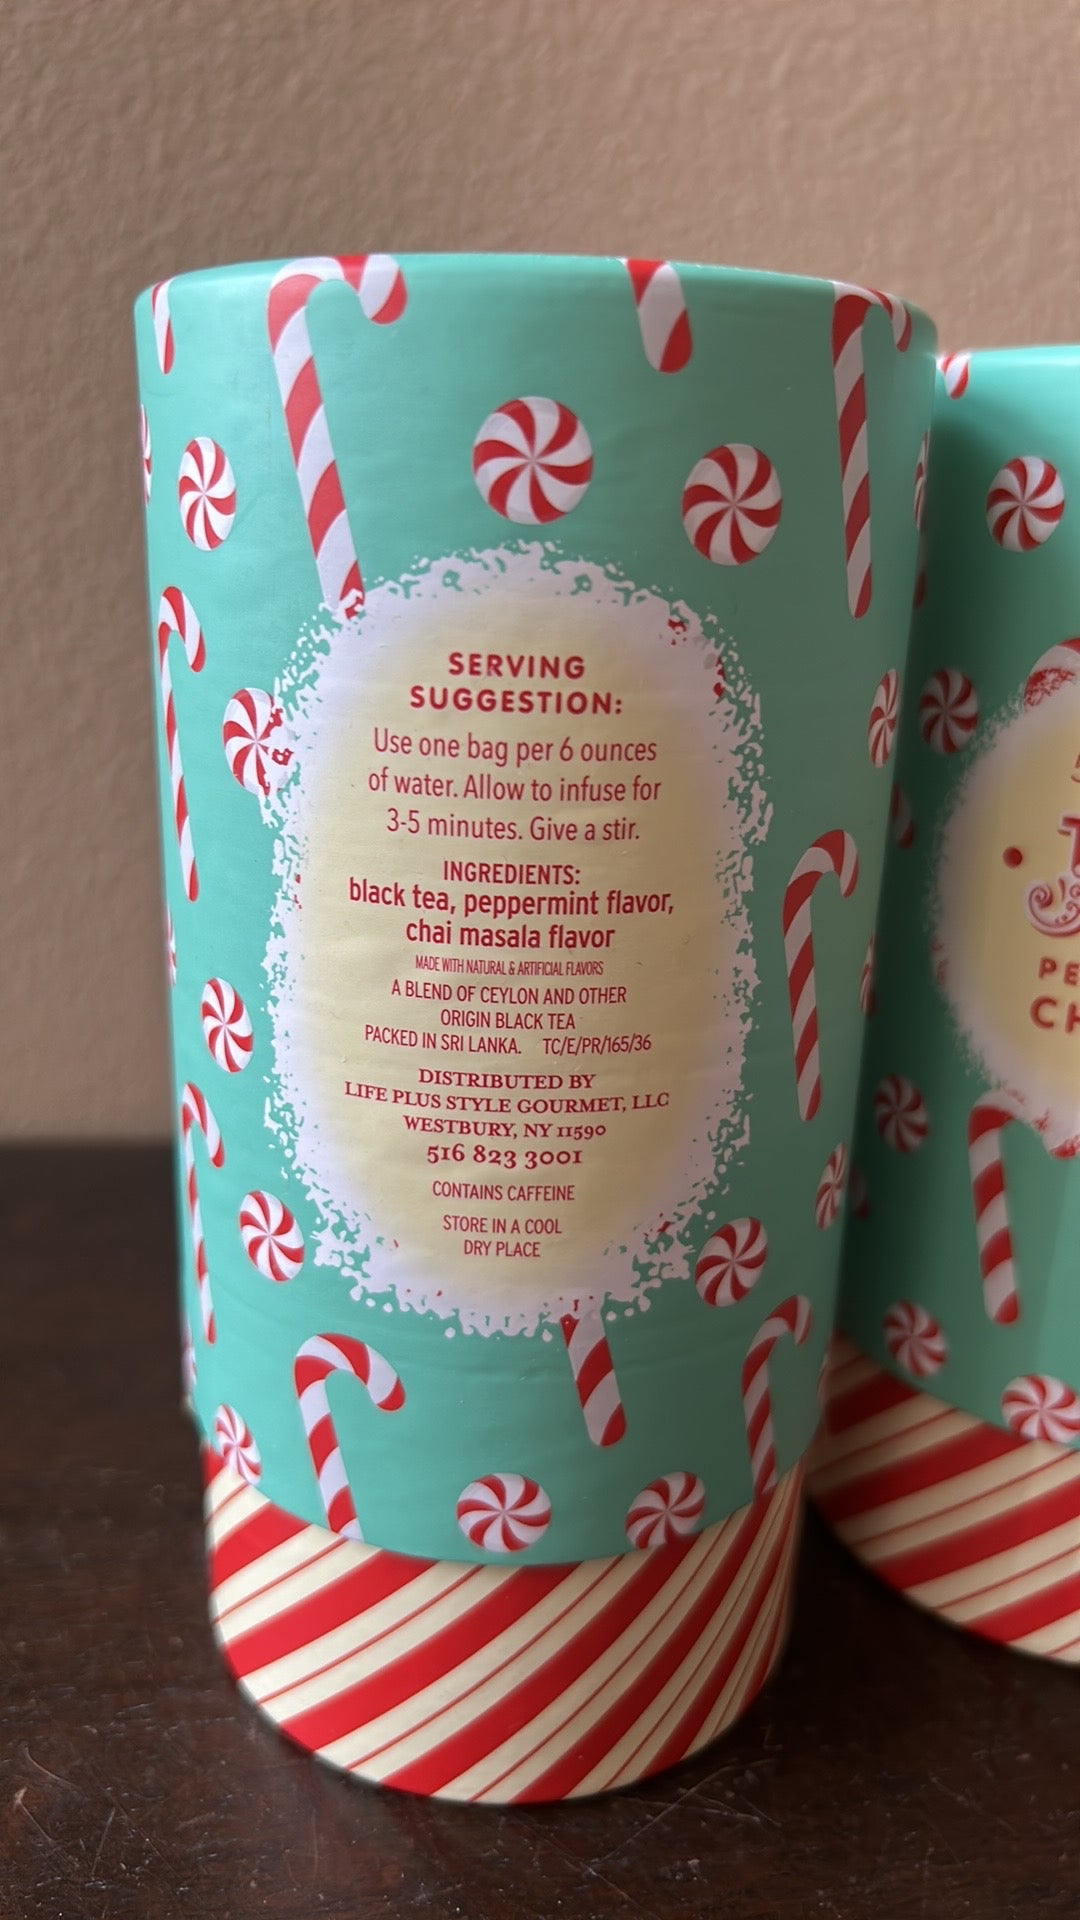 SERVING
SUGGESTION:
Use one bag per 6 ounces
of water. Allow to infuse for
3-5 minutes. Give a stir.
INGREDIENTS:
black tea, peppermint flavor,
chai masala flavor
MADE WITH NATURAL & ARTIFICIAL FLAVORS
A BLEND OF CEYLON AND OTHER
ORIGIN BLACK TEA
PACKED IN SRI LANKA. TC/E/PR/165/36
DISTRIBUTED BY
LIFE PLUS STYLE GOURMET, LLC
WESTBURY, NY 11590
516 823 3001
CONTAINS CAFFEINE
STORE IN A COOL
DRY PLACE